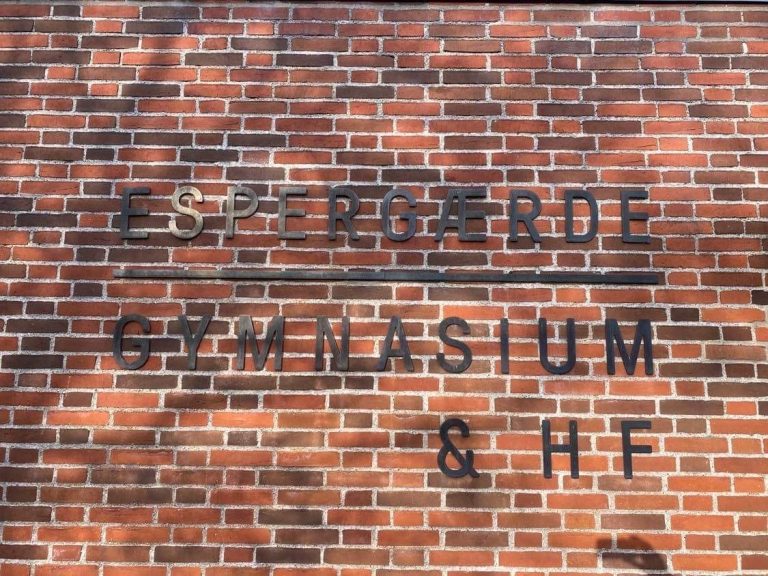 ESPERGÆRDE
GYMNASIUM
& HF